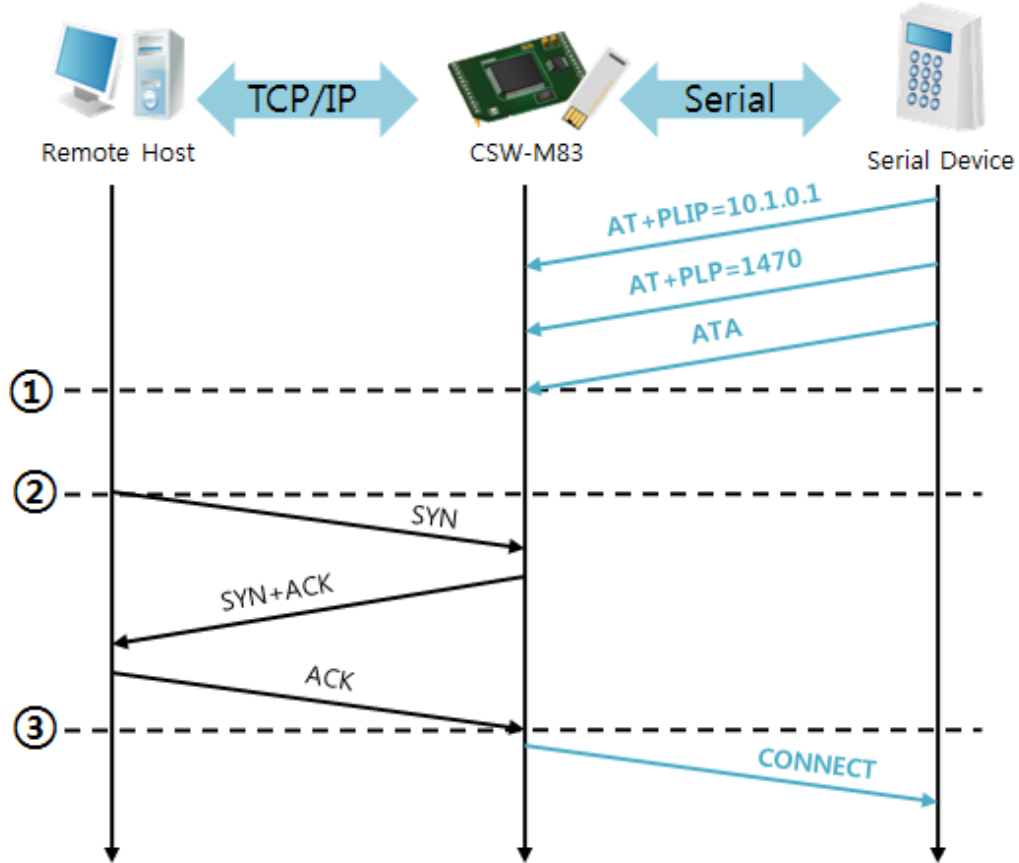 TCP/IP
Serial
Remote Host
CSW-M83
Serial Device
AT+PLIP=10.1.0.1
AT+PLP=1470
ATA
①
②
SYN
SYN+ACK
ACK
③
CONNECT